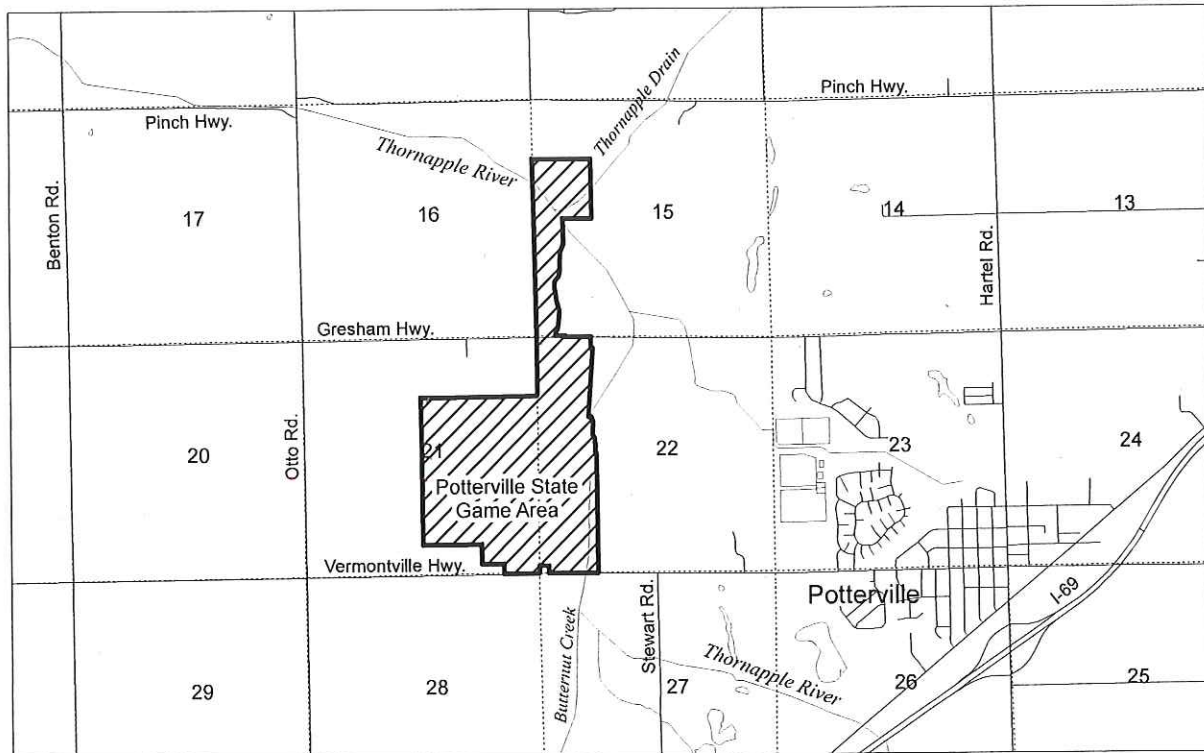 Thornapple Drain
Pinch Hwy.
Pinch Hwy.
Thornapple River
Benton Rd.
17
16
15
14
13
Hartel Rd.
Gresham Hwy.
Otto Rd.
20
21
22
23
24
Potterville State
Game Area
Vermontville Hwy.
Potterville
I-69
Butternut Creek
Stewart Rd.
Thornapple River
29
28
27
26
25